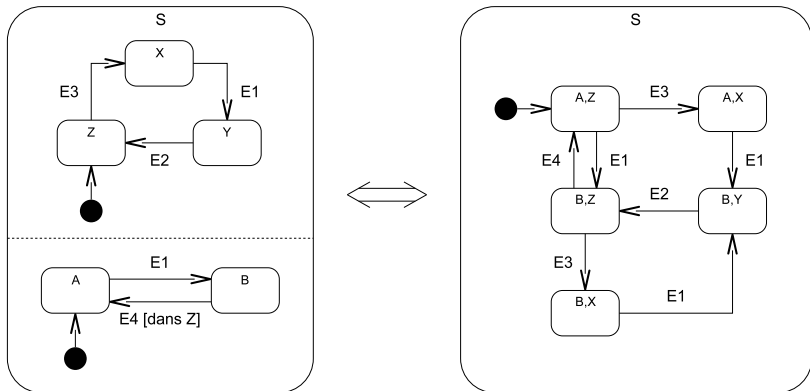 S
X
E3
E1
Z
Y
E2
A
E1
B
E4 [dans Z]
S
A,Z
E3
A,X
E4
E1
E1
B,Z
E2
B,Y
E3
B,X
E1